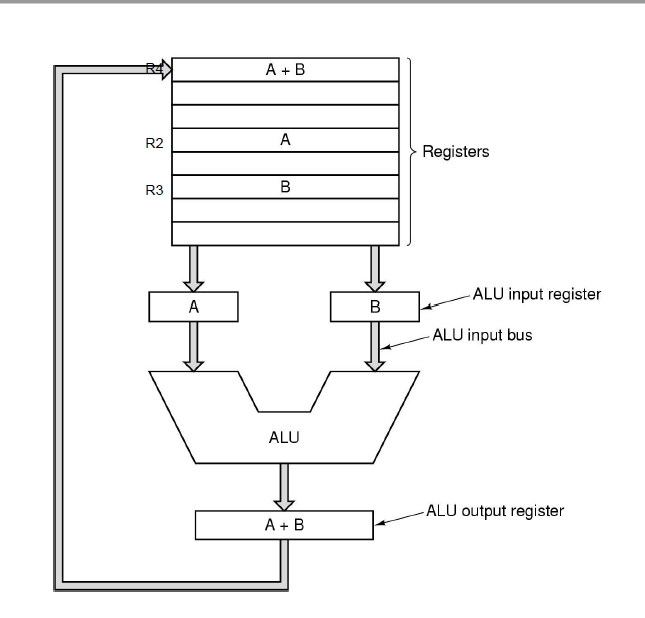 R4
A + B
R2
A
Registers
R3
B
A
B
ALU input register
ALU input bus
ALU
A + B
ALU output register